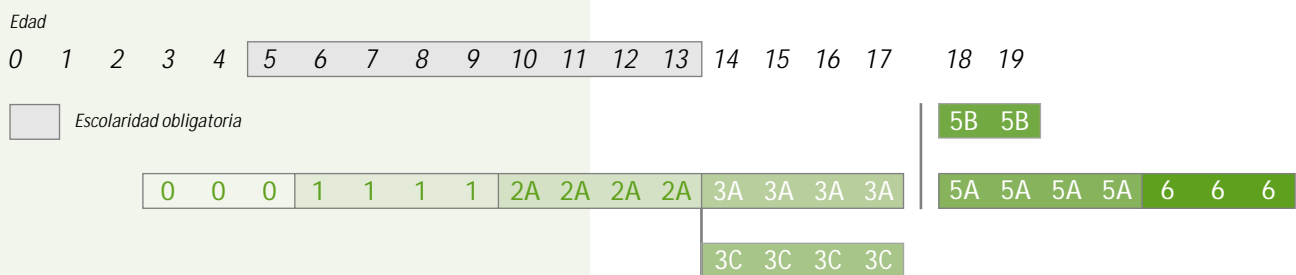 Edad
0 1 2 3 4 5 6 7 8 9 10 11 12 13 14 15 16 17 18 19
Escolaridad obligatoria
5B 5B
0 0 0 1 1 1 1 2A 2A 2A 2A 3A 3A 3A 3A 5A 5A 5A 5A 6 6 6
3C 3C 3C 3C